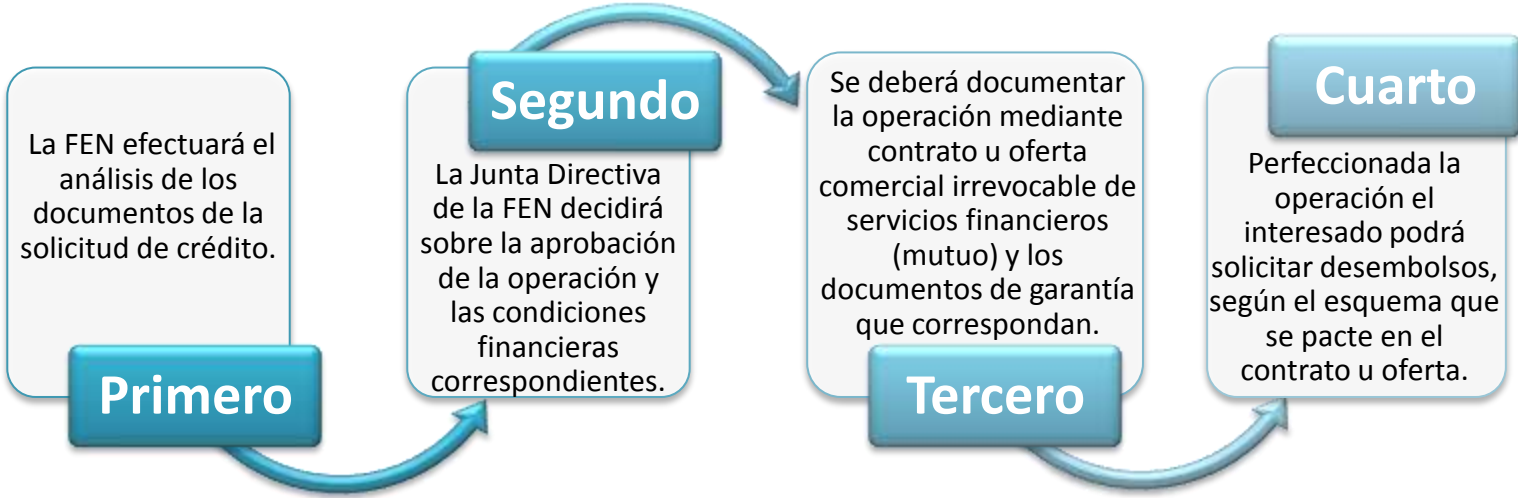 La FEN efectuará el
análisis de los
documentos de la
solicitud de crédito.
Primero
Segundo
La Junta Directiva
de la FEN decidirá
sobre la aprobación
de la operación y
las condiciones
financieras
correspondientes.
Se deberá documentar
la operación mediante
contrato u oferta
comercial irrevocable de
servicios financieros
(mutuo) y los
documentos de garantía
que correspondan.
Tercero
Cuarto
Perfeccionada la
operación el
interesado podrá
solicitar desembolsos,
según el esquema que
se pacte en el
contrato u oferta.